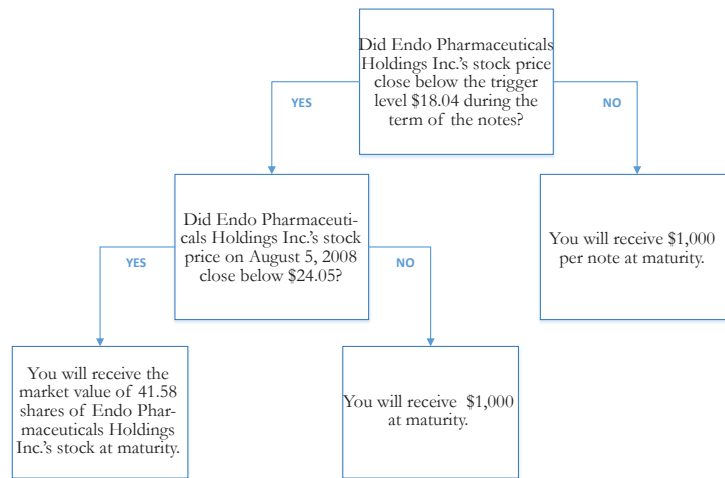 Did Endo Pharmaceuticals
Holdings Inc.'s stock price
close below the trigger
level $18.04 during the
term of the notes?
YES
NO
Did Endo Pharmaceuti-
cals Holdings Inc.'s stock
price on August 5, 2008
close below $24.05?
You will receive $1,000
per note at maturity.
YES
NO
You will receive the
market value of 41.58
shares of Endo Phar-
maceuticals Holdings
Inc.'s stock at maturity.
You will receive $1,000
at maturity.